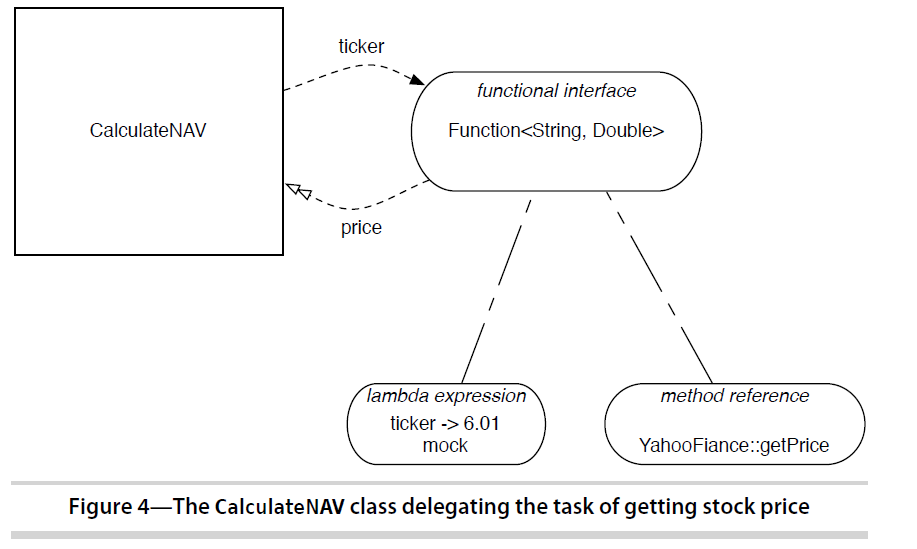 ticker
functional interface
CalculateNAV
Function<String, Double>
price
lambda expression
ticker -> 6.01
mock
method reference
YahooFiance::getPrice
Figure 4—The CalculateNAV class delegating the task of getting stock price